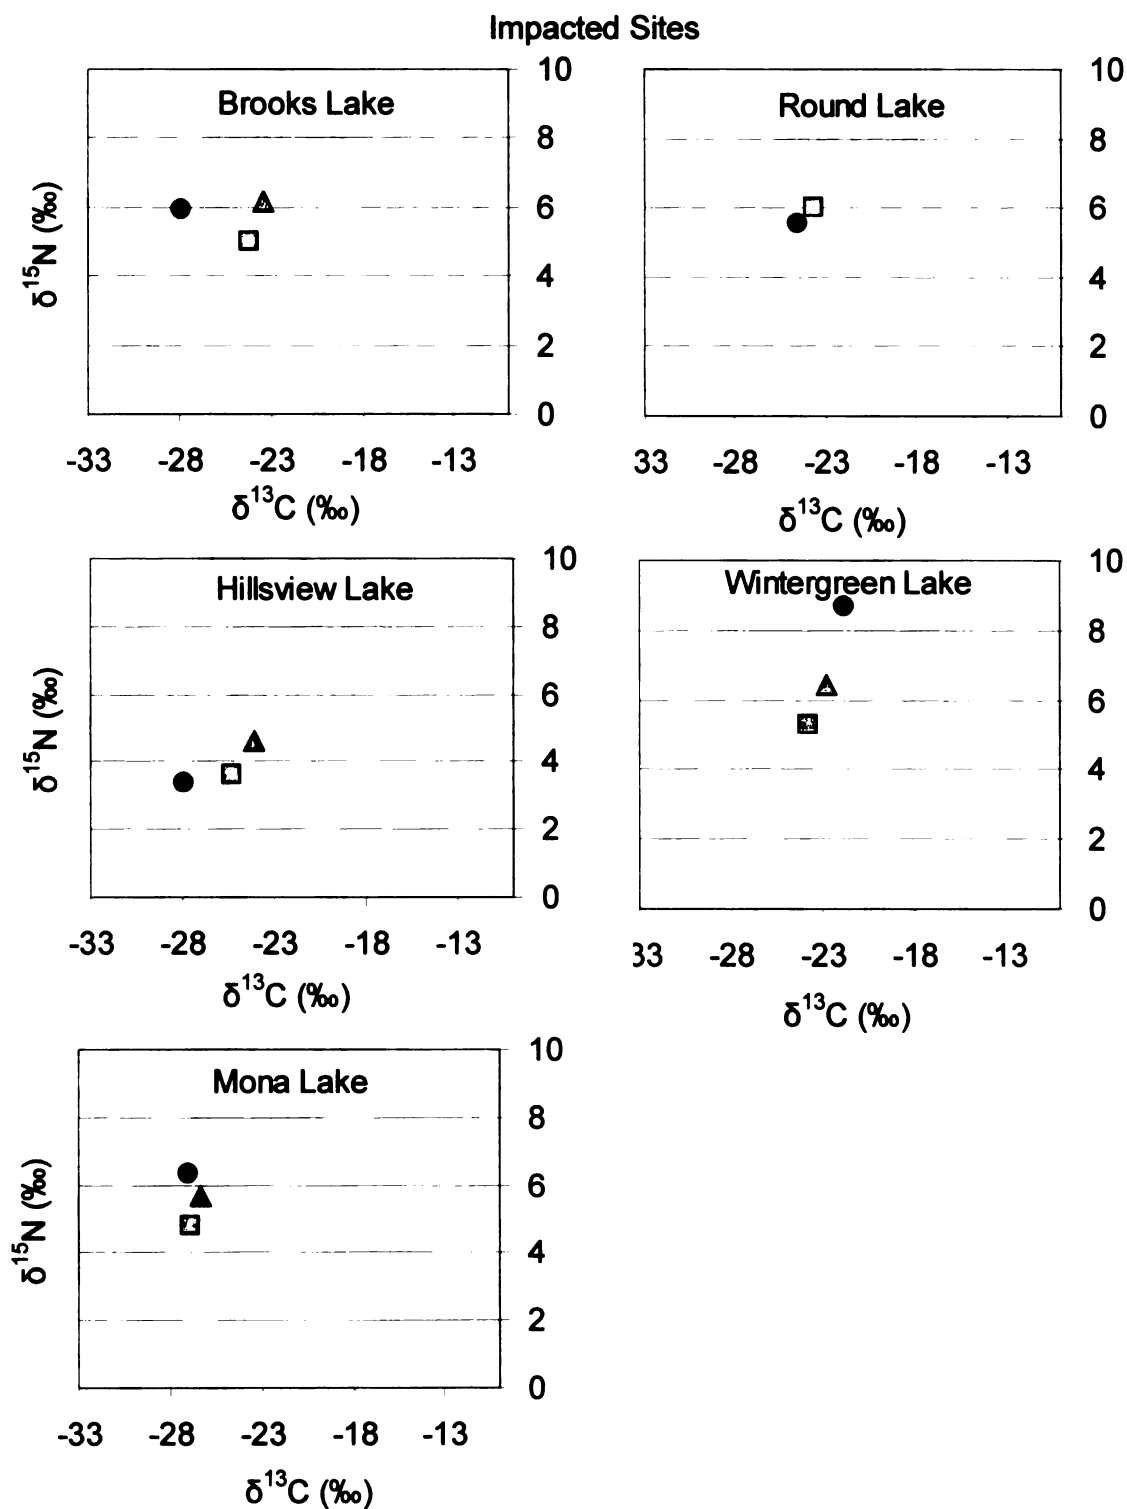 Impacted Sites
Brooks Lake
10
8
6
4
2
0
δ¹⁵N (‰)
-33 -28 -23 -18 -13
δ¹³C (‰)
Round Lake
10
8
6
4
2
0
33 -28 -23 -13
δ¹³C (‰)
Hillsview Lake
10
8
6
4
2
0
δ¹⁵N (‰)
-33 -28 -23 -18 -13
δ¹³C (‰)
Wintergreen Lake
10
8
6
4
2
0
33 -28 -23 -18 -13
δ¹³C (‰)
Mona Lake
10
8
6
4
2
0
δ¹⁵N (‰)
-33 -28 -23 -18 -13
δ¹³C (‰)